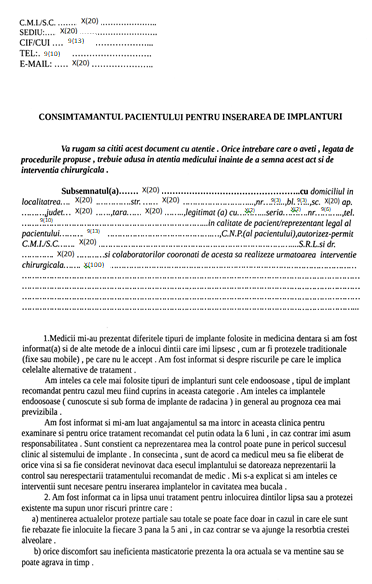 C.M.I./S.C. ……. X(20) ……………..
SEDIU:…. X(20) …………………….
CIF/CUI …. 9(13) ………………...
TEL:. 9(10) ……………………….
E-MAIL: ….. X(20) …………………..
CONSIMTAMANTUL PACIENTULUI PENTRU INSERAREA DE IMPLANTURI
Va rugam sa cititi acest document cu atentie . Orice intrebare care o aveti , legata de
procedurile propuse , trebuie adusa in atentia medicului inainte de a semna acest act si de
interventia chirurgicala .
Subsemnatul(a)……. X(20) ……………………………………..cu domiciliul in
localitatrea…. X(20) …………….str. …… X(20) …………………,nr…9(3)..,bl. 9(3).,sc. X(20) ap.
………,judet… X(20) ……,tara…… X(20) …….,legitimat (a) cu…X(2)……seria…X(2)…nr…9(6)…..,tel.
……9(10)……………………………………………………..in calitate de pacient/reprezentant legal al
pacientului……… 9(13) ……………………………,C.N.P.(al pacientului),autorizez-permit
C.M.I./S.C……. X(20) …………………………………………………………..S.R.L.si dr.
………… X(20) ………..si colaboratorilor cooronati de acesta sa realizeze urmatoarea interventie
chirurgicala……. X(100) ………………………………………………………………
1.Medicii mi-au prezentat diferitele tipuri de implante folosite in medicina dentara si am fost
informat(a) si de alte metode de a inlocui dintii care imi lipsesc , cum ar fi protezele traditionale
(fixe sau mobile) , pe care nu le accept . Am fost informat si despre riscurile pe care le implica
celelalte alternative de tratament .
Am inteles ca cele mai folosite tipuri de implanturi sunt cele endoosoase , tipul de implant
recomandat pentru cazul meu fiind cuprins in aceasta categorie . Am inteles ca implantele
endoosoase ( cunoscute si sub forma de implante de radacina ) in general au prognoza cea mai
previzibila .
Am fost informat si mi-am luat angajamentul sa ma intorc in aceasta clinica pentru
examinare si pentru orice tratament recomandat cel putin odata la 6 luni , in caz contrar imi asum
responsabilitatea . Sunt constient ca neprezentarea mea la control poate pune in pericol succesul
clinic al sistemului de implante . In consecinta , sunt de acord ca medicul meu sa fie eliberat de
orice vina si sa fie considerat nevinovat daca esecul implantului se datoreaza neprezentarii la
control sau nerespectarii tratamentului recomandat de medic . Mi s-a explicat si am inteles ce
interventii sunt necesare pentru inserarea implantelor in cavitatea mea bucala .
2. Am fost informat ca in lipsa unui tratament pentru inlocuirea dintilor lipsa sau a protezei
existente ma supun unor riscuri printre care :
a) mentinerea actualelor proteze partiale sau totale se poate face doar in cazul in care ele sunt
fie rebazate fie inlocuite la fiecare 3 pana la 5 ani , in caz contrar se va ajunge la resorbtia crestei
alveolare .
b) orice discomfort sau ineficienta masticatorie prezenta la ora actuala se va mentine sau se
poate agrava in timp .